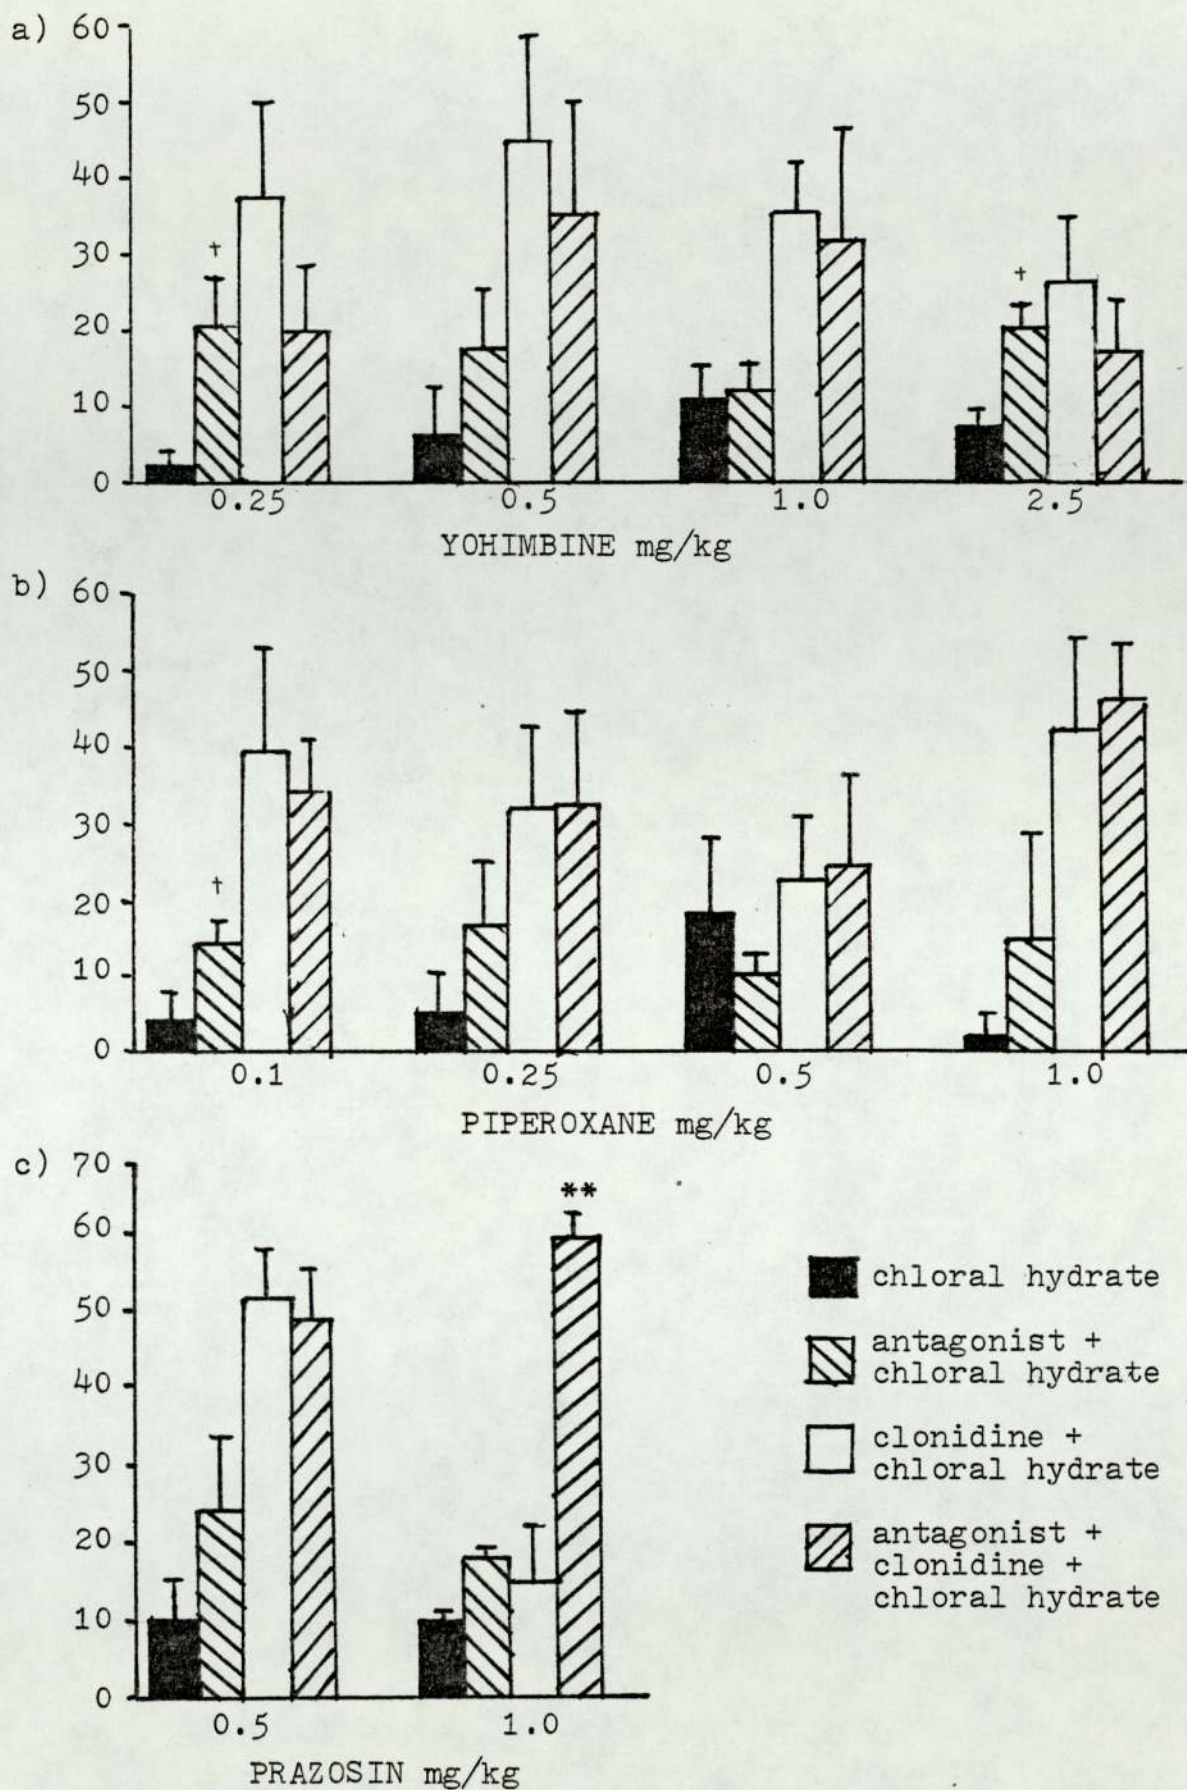 a) 60
50
40
30
20
10
0
†
†
0.25 0.5 1.0 2.5
YOHIMBINE mg/kg
b) 60
50
40
30
20
10
0
†
0.1 0.25 0.5 1.0
PIPEROXANE mg/kg
c) 70
60
50
40
30
20
10
0
**
0.5 1.0
PRAZOSIN mg/kg
chloral hydrate
antagonist +
chloral hydrate
clonidine +
chloral hydrate
antagonist +
clonidine +
chloral hydrate